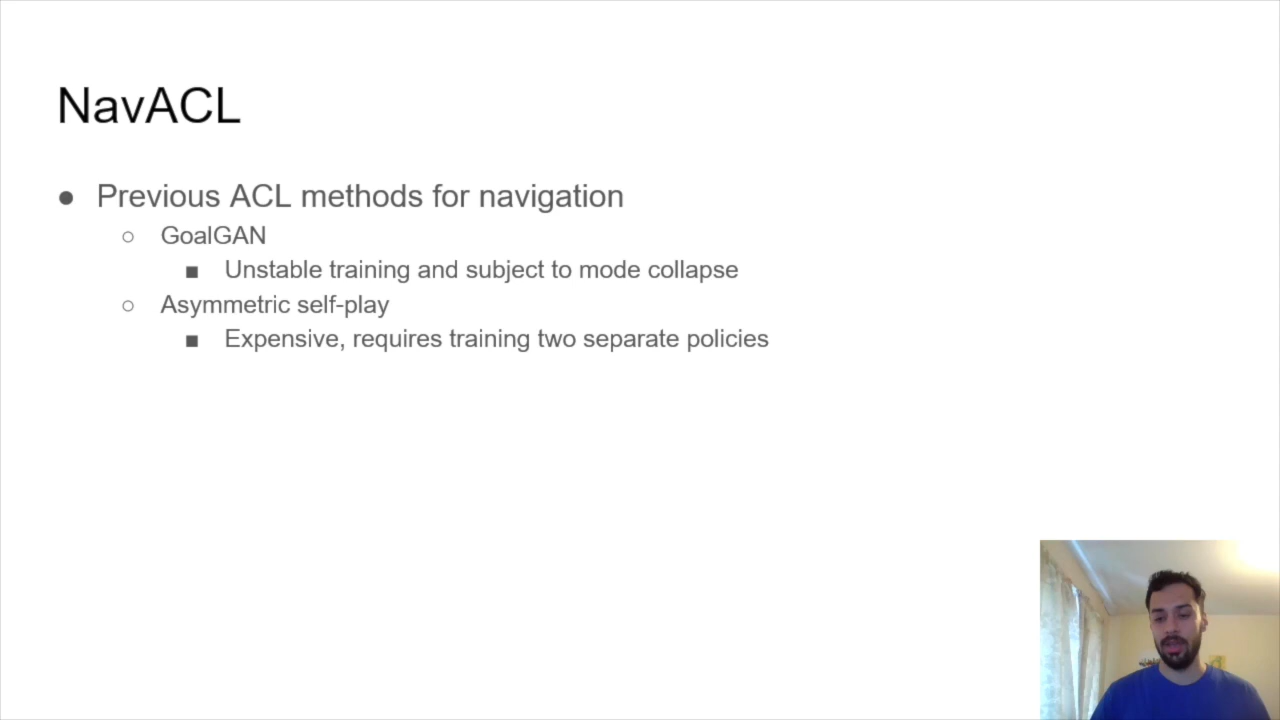 NavACL
● Previous ACL methods for navigation
○ GoalGAN
■ Unstable training and subject to mode collapse
○ Asymmetric self-play
■ Expensive, requires training two separate policies